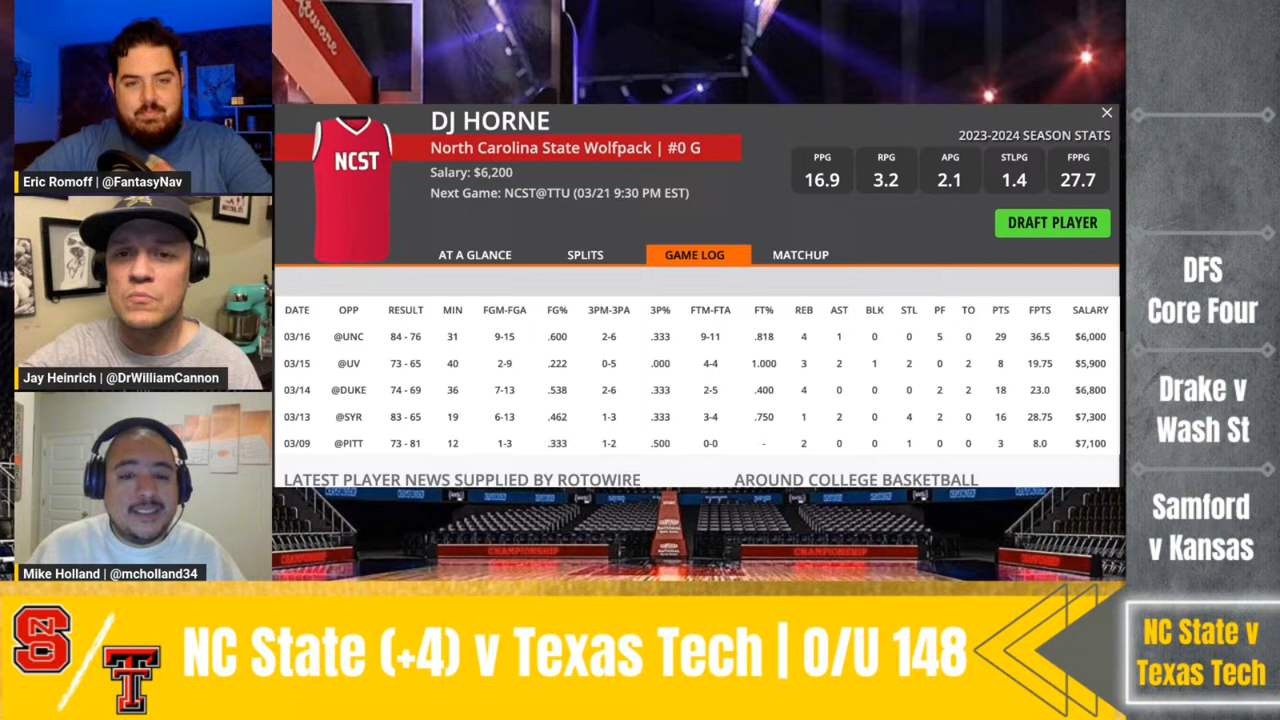 Eric Romoff | @FantasyNav
Jay Heinrich | @DrWilliamCannon
Mike Holland | @mcholland34
DJ HORNE
North Carolina State Wolfpack | #0 G
Salary: $6,200
Next Game: NCST@TTU (03/21 9:30 PM EST)
NCST
2023-2024 SEASON STATS
PPG RPG APG STLPG FPPG
16.9 3.2 2.1 1.4 27.7
DRAFT PLAYER
AT A GLANCE SPLITS GAME LOG MATCHUP
DATE OPP RESULT MIN FGM-FGA FG% 3PM-3PA 3P% FTM-FTA FT% REB AST BLK STL PF TO PTS FPTS SALARY
03/16 @UNC 84 - 76 31 9-15 .600 2-6 .333 9-11 .818 4 1 0 0 5 0 29 36.5 $6,000
03/15 @UV 73 - 65 40 2-9 .222 0-5 .000 4-4 1.000 3 2 1 2 0 2 8 19.75 $5,900
03/14 @DUKE 74 - 69 36 7-13 .538 2-6 .333 2-5 .400 4 0 0 0 2 2 18 23.0 $6,800
03/13 @SYR 83 - 65 19 6-13 .462 1-3 .333 3-4 .750 1 2 0 4 0 2 16 28.75 $7,300
03/09 @PITT 73 - 81 12 1-3 .333 1-2 .500 0-0 - 2 0 0 1 0 0 3 8.0 $7,100
LATEST PLAYER NEWS SUPPLIED BY ROTOWIRE AROUND COLLEGE BASKETBALL
CHAMPIONSHIP CHAMPIONSHIP
NC State (+4) v Texas Tech | O/U 148
DFS
Core Four
Drake v
Wash St
Samford
v Kansas
NC State v
Texas Tech